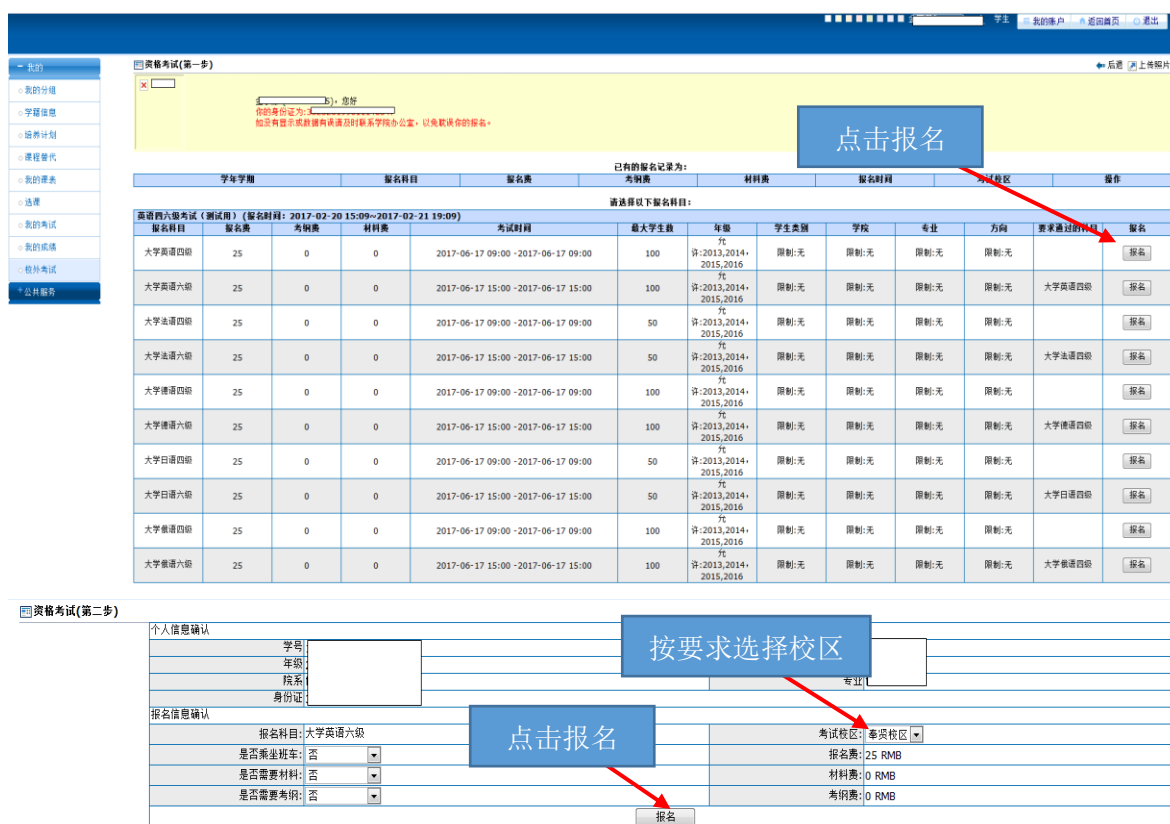 学生 我的账户 返回首页 退出
我的
我的分组
学籍信息
培养计划
课程替代
我的课表
选课
我的考试
我的成绩
校外考试
公共服务
资格考试(第一步) 后退 上传照片
5)，您好
你的身份证为:
如没有显示或数据有误请及时联系学院办公室，以免耽误你的报名。
点击报名
已有的报名记录为:
学年学期 报名科目 报名费 考纲费 材料费 报名时间 考试校区 操作
请选择以下报名科目:
英语四六级考试（测试用）(报名时间: 2017-02-20 15:09~2017-02-21 19:09)
报名科目 报名费 考纲费 材料费 考试时间 最大学生数 年级 学生类别 学院 专业 方向 要求通过的科目 报名
大学英语四级 25 0 0 2017-06-17 09:00 -2017-06-17 09:00 100 允许:2013,2014,2015,2016 限制:无 限制:无 限制:无 限制:无 报名
大学英语六级 25 0 0 2017-06-17 15:00 -2017-06-17 15:00 100 允许:2013,2014,2015,2016 限制:无 限制:无 限制:无 限制:无 大学英语四级 报名
大学法语四级 25 0 0 2017-06-17 09:00 -2017-06-17 09:00 50 允许:2013,2014,2015,2016 限制:无 限制:无 限制:无 限制:无 报名
大学法语六级 25 0 0 2017-06-17 15:00 -2017-06-17 15:00 50 允许:2013,2014,2015,2016 限制:无 限制:无 限制:无 限制:无 大学法语四级 报名
大学德语四级 25 0 0 2017-06-17 09:00 -2017-06-17 09:00 100 允许:2013,2014,2015,2016 限制:无 限制:无 限制:无 限制:无 报名
大学德语六级 25 0 0 2017-06-17 15:00 -2017-06-17 15:00 100 允许:2013,2014,2015,2016 限制:无 限制:无 限制:无 限制:无 大学德语四级 报名
大学日语四级 25 0 0 2017-06-17 09:00 -2017-06-17 09:00 50 允许:2013,2014,2015,2016 限制:无 限制:无 限制:无 限制:无 报名
大学日语六级 25 0 0 2017-06-17 15:00 -2017-06-17 15:00 50 允许:2013,2014,2015,2016 限制:无 限制:无 限制:无 限制:无 大学日语四级 报名
大学俄语四级 25 0 0 2017-06-17 09:00 -2017-06-17 09:00 100 允许:2013,2014,2015,2016 限制:无 限制:无 限制:无 限制:无 报名
大学俄语六级 25 0 0 2017-06-17 15:00 -2017-06-17 15:00 100 允许:2013,2014,2015,2016 限制:无 限制:无 限制:无 限制:无 大学俄语四级 报名
资格考试(第二步)
个人信息确认
按要求选择校区
学号
年级
院系 专业
身份证
报名信息确认
点击报名
报名科目: 大学英语六级 考试校区: 奉贤校区
是否乘坐班车: 否 报名费: 25 RMB
是否需要材料: 否 材料费: 0 RMB
是否需要考纲: 否 考纲费: 0 RMB
报名